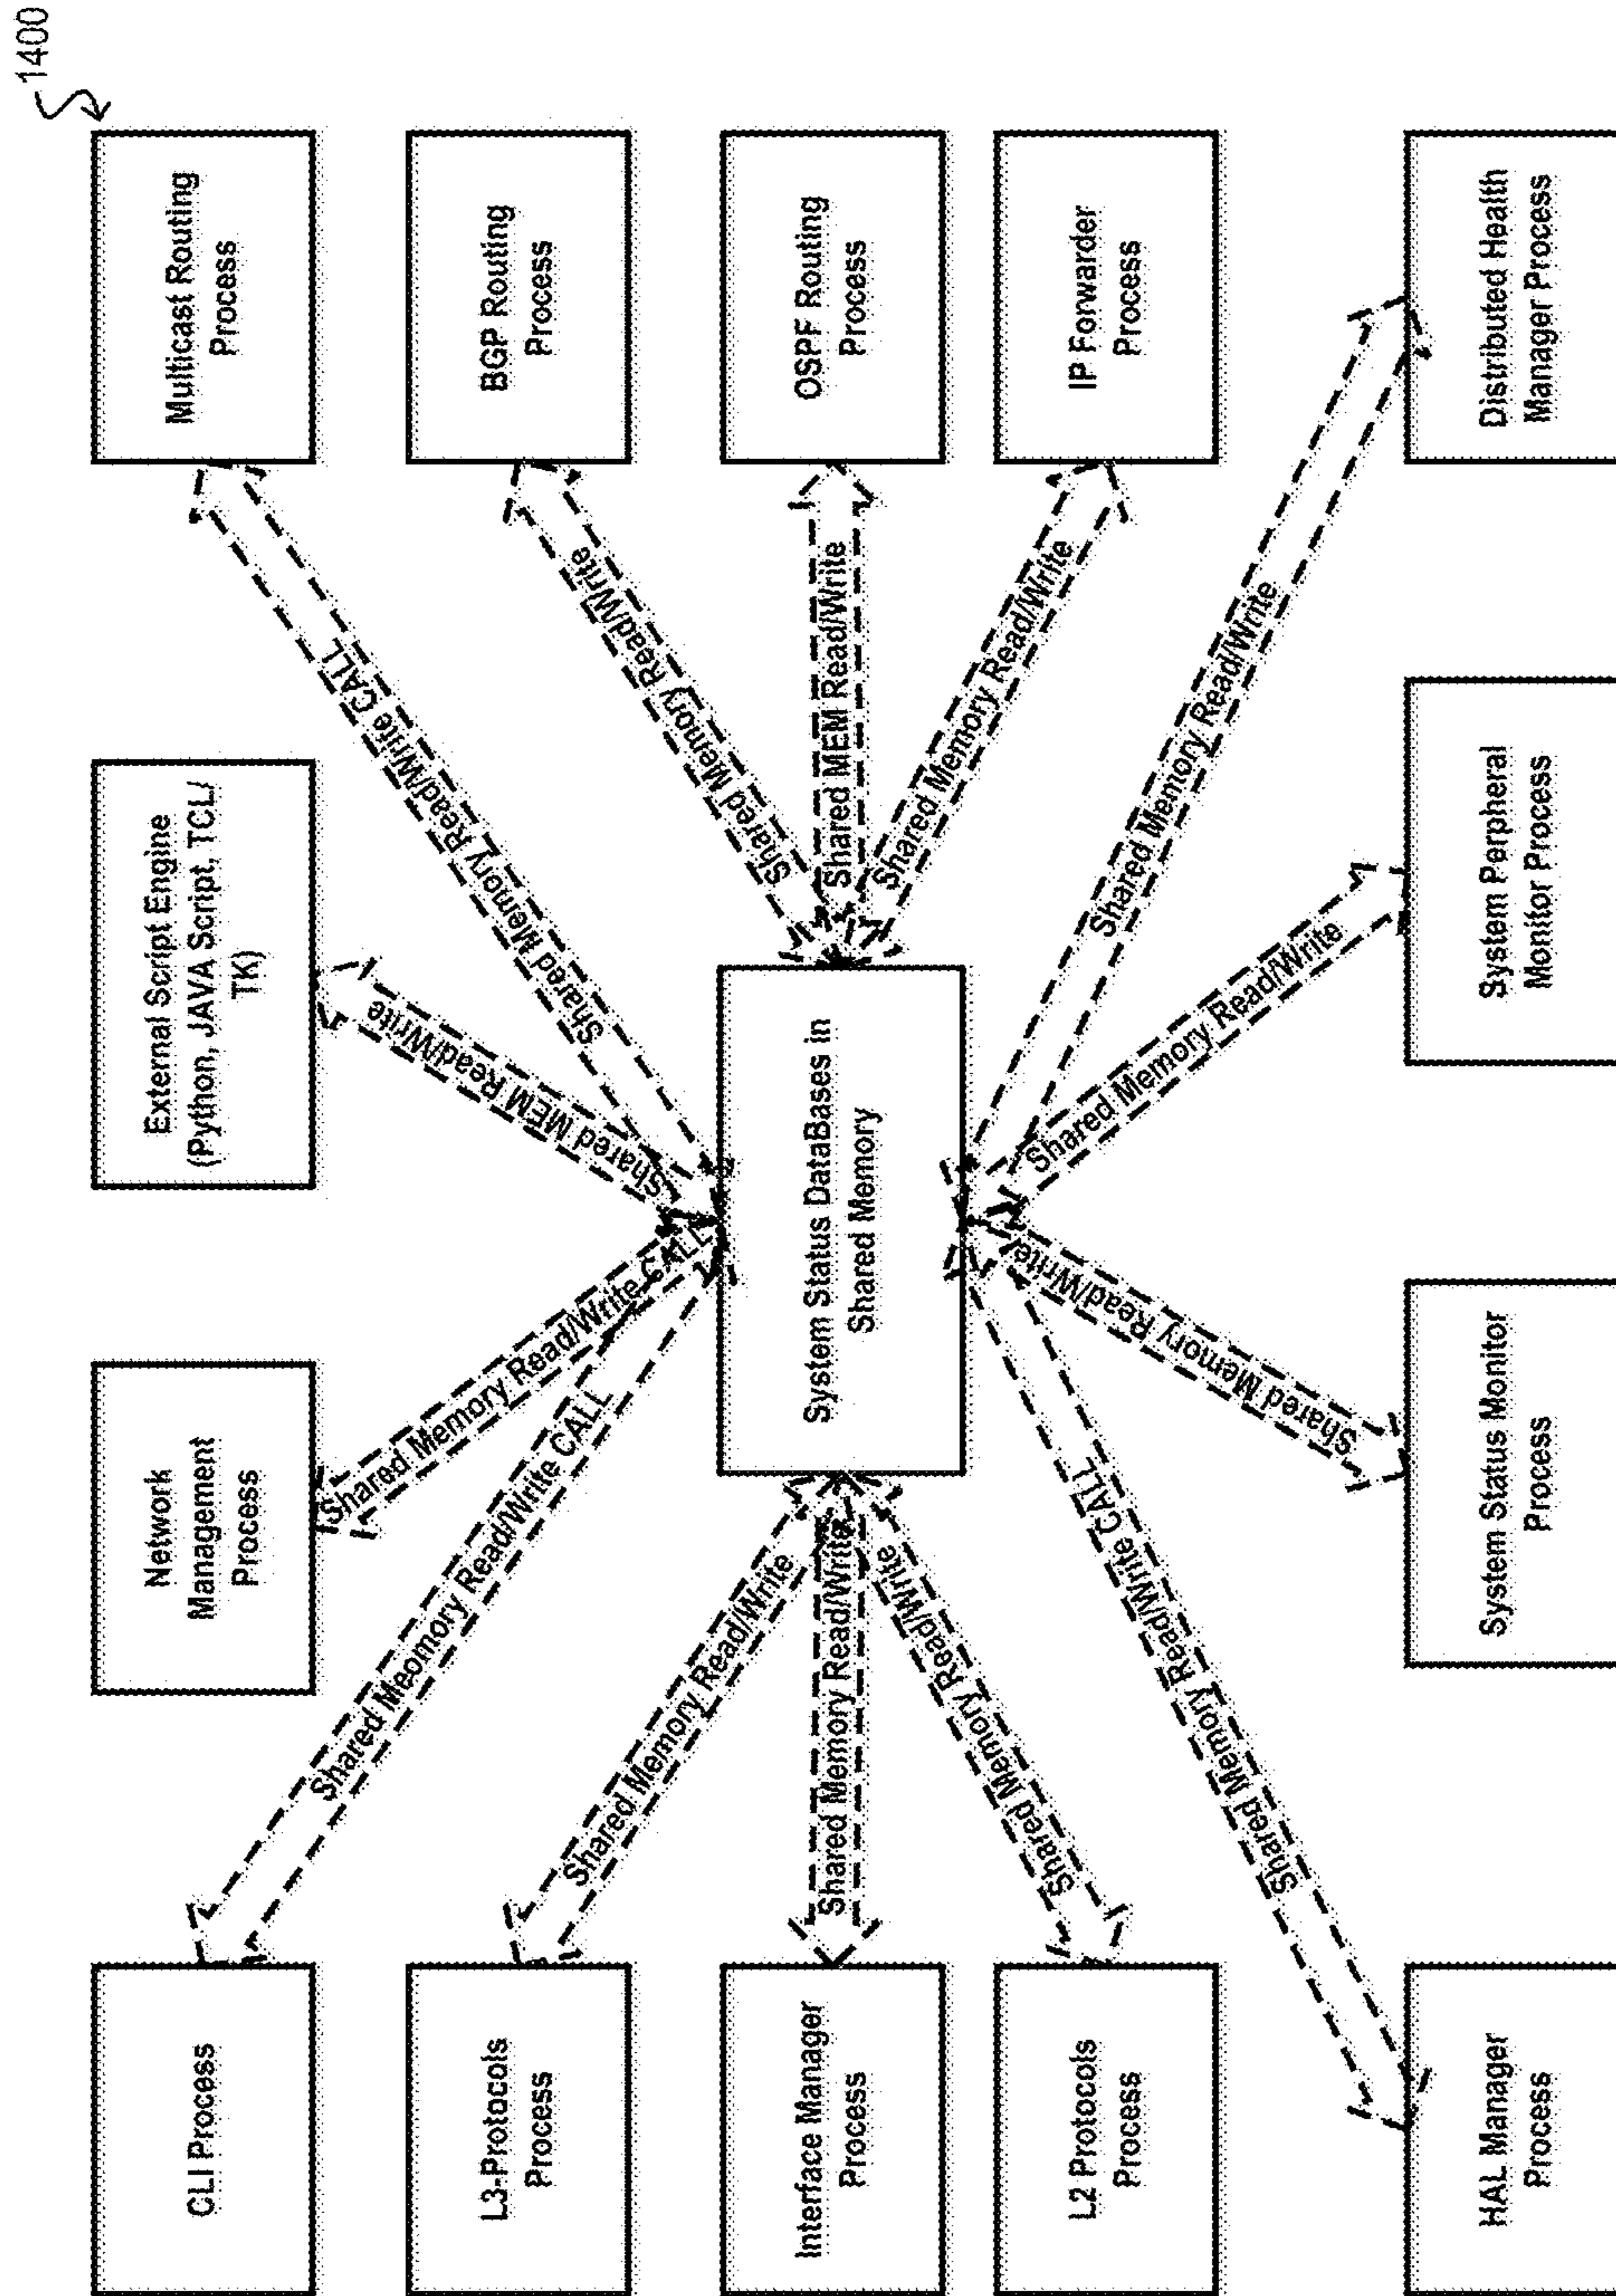 1400
CLI Process
Network
Management
Process
External Script Engine
(Python, JAVA Script, TCL/
TK)
Multicast Routing
Process
Shared Meomory Read/Write CALL
Shared Memory Read/Write CALL
Shared MEM Read/Write
Shared Memory Read/Write CALL
L3-Protocols
Process
Shared Memory Read/Write
Shared Memory Read/Write
BGP Routing
Process
Interface Manager
Process
Shared Memory Read/Write
System Status DataBases in
Shared Memory
Shared MEM Read/Write
OSPF Routing
Process
L2 Protocols
Process
Shared Memory Read/Write
Shared Memory Read/Write
IP Forwarder
Process
Shared Memory Read/Write CALL
Shared Memory Read/Write
Shared Memory Read/Write
Shared Memory Read/Write
HAL Manager
Process
System Status Monitor
Process
System Perpheral
Monitor Process
Distributed Health
Manager Process